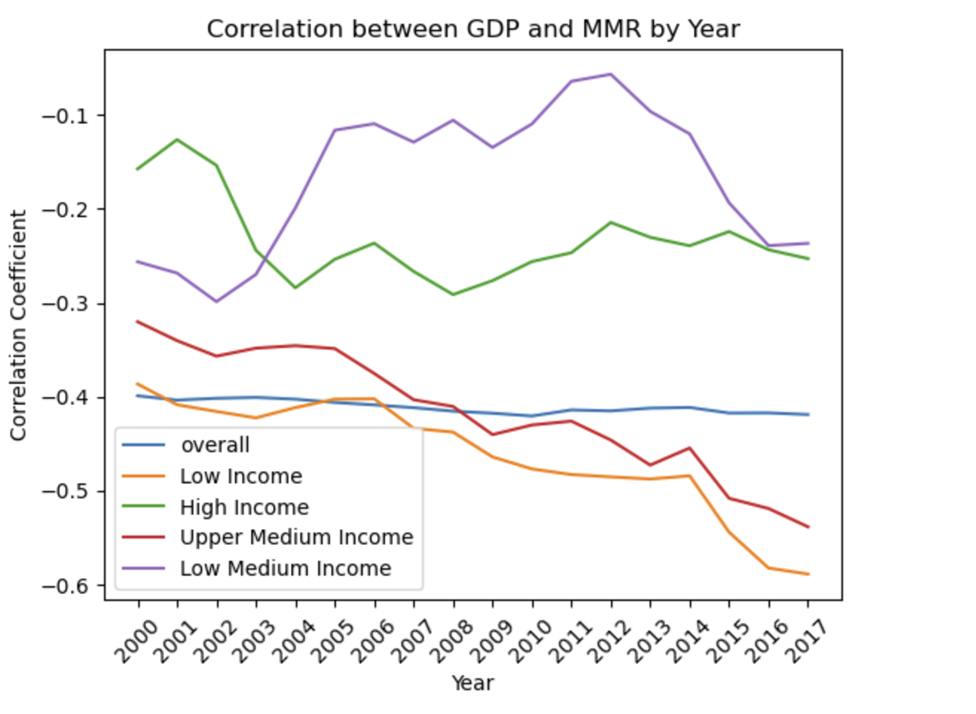 Correlation between GDP and MMR by Year
Correlation Coefficient
−0.1
−0.2
−0.3
−0.4
−0.5
−0.6
overall
Low Income
High Income
Upper Medium Income
Low Medium Income
2000 2001 2002 2003 2004 2005 2006 2007 2008 2009 2010 2011 2012 2013 2014 2015 2016 2017
Year